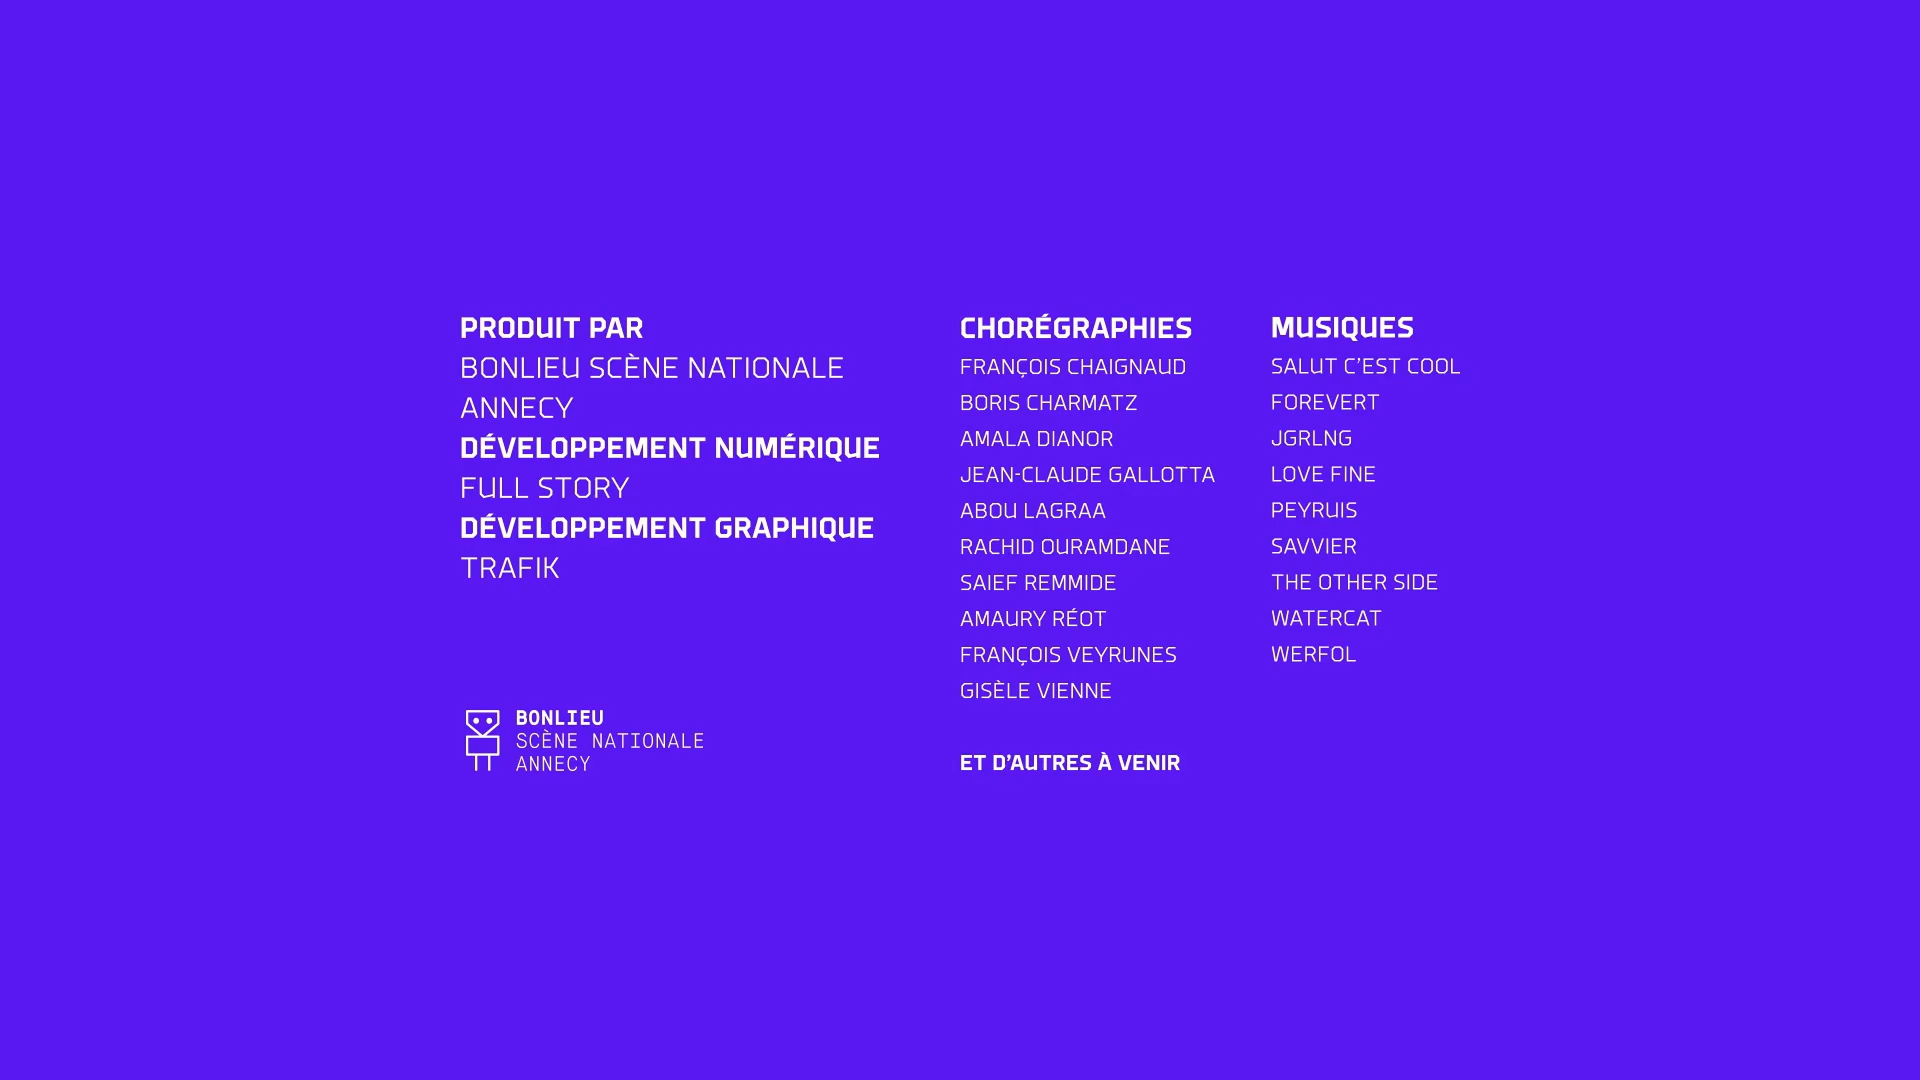 PRODUIT PAR
BONLIEU SCÈNE NATIONALE
ANNECY
DÉVELOPPEMENT NUMÉRIQUE
FULL STORY
DÉVELOPPEMENT GRAPHIQUE
TRAFIK
BONLIEU
SCÈNE NATIONALE
ANNECY
CHORÉGRAPHIES
FRANÇOIS CHAIGNAUD
BORIS CHARMATZ
AMALA DIANOR
JEAN-CLAUDE GALLOTTA
ABOU LAGRAA
RACHID OURAMDANE
SAIEF REMMIDE
AMAURY RÉOT
FRANÇOIS VEYRUNES
GISÈLE VIENNE
ET D'AUTRES À VENIR
MUSIQUES
SALUT C'EST COOL
FOREVERT
JGRLNG
LOVE FINE
PEYRUIS
SAVVIER
THE OTHER SIDE
WATERCAT
WERFOL